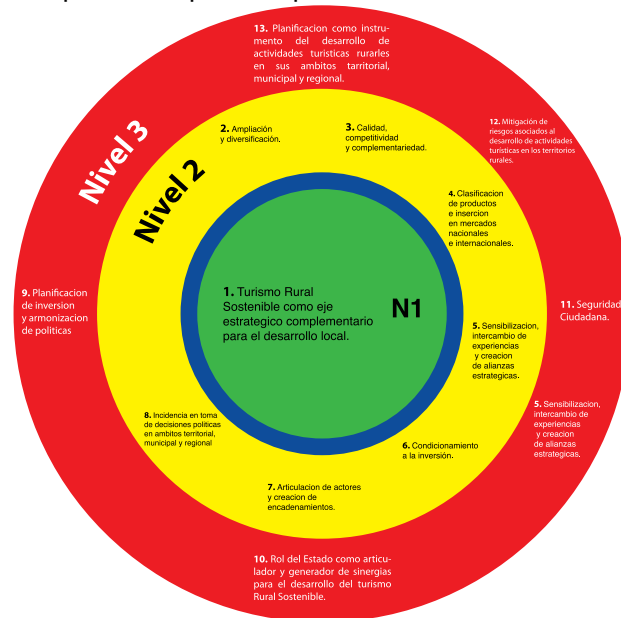 13. Planificacion como instru-
mento del desarrollo de
actividades turisticas rurarles
en sus ambitos tarritorial,
municipal y regional.
Nivel 3
Nivel 2
2. Ampliación
y diversificación.
3. Calidad,
competitividad
y complementariedad.
12. Mitigación de
riesgos asociados al
desarrollo de actividades
turísticas en los territorios
rurales.
4. Clasificacion
de productos
e insercion
en mercados
nacionales
e internacionales.
1. Turismo Rural
Sostenible como eje
estrategico complementario
para el desarrollo local.
N1
9. Planificacion
de inversion
y armonizacion
de politicas
11. Seguridad
Ciudadana.
5. Sensibilizacion,
intercambio de
experiencias
y creacion
de alianzas
estrategicas.
5. Sensibilizacion,
intercambio de
experiencias
y creacion
de alianzas
estrategicas.
8. Incidencia en toma
de decisiones politicas
en ambitos territorial,
municipal y regional
6. Condicionamiento
a la inversión.
7. Articulacion de actores
y creacion de
encadenamientos.
10. Rol del Estado como articu-
lador y generador de sinergias
para el desarrollo del turismo
Rural Sostenible.